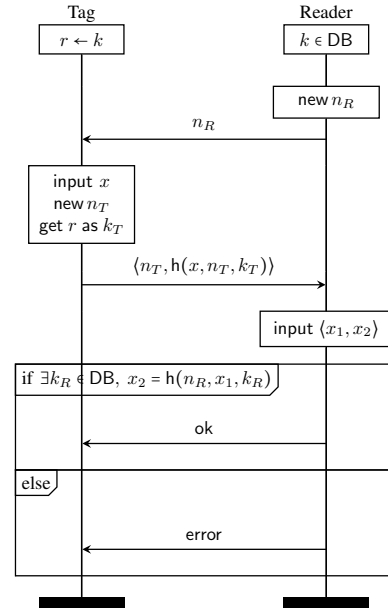 Tag
Reader
r ← k
k ∈ DB
new n_R
n_R
input x
new n_T
get r as k_T
⟨n_T, h(x, n_T, k_T)⟩
input ⟨x_1, x_2⟩
if ∃k_R ∈ DB, x_2 = h(n_R, x_1, k_R)
ok
else
error